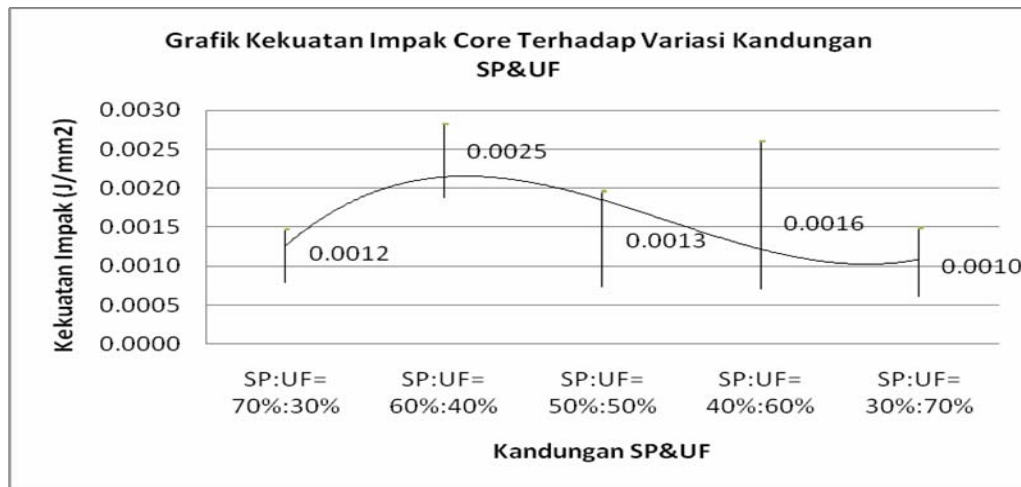 Grafik Kekuatan Impak Core Terhadap Variasi Kandungan
SP&UF
Kekuatan Impak (J/mm2)
0.0030
0.0025
0.0020
0.0015
0.0010
0.0005
0.0000
0.0012
0.0025
0.0013
0.0016
0.0010
SP:UF=
70%:30%
SP:UF=
60%:40%
SP:UF=
50%:50%
SP:UF=
40%:60%
SP:UF=
30%:70%
Kandungan SP&UF